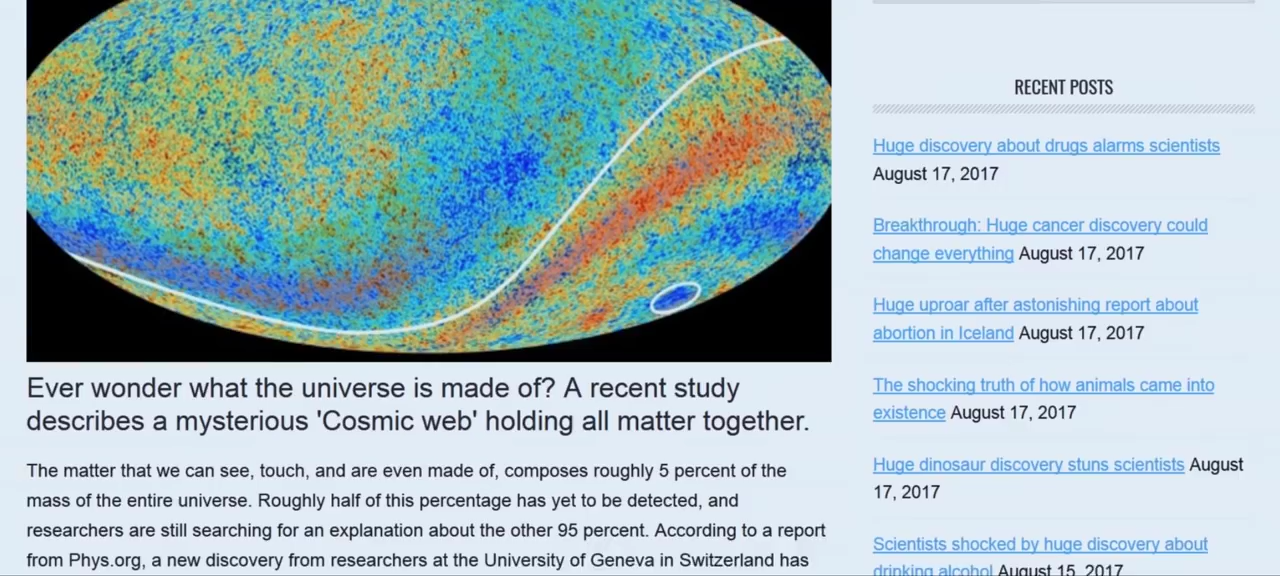 Ever wonder what the universe is made of? A recent study
describes a mysterious 'Cosmic web' holding all matter together.
The matter that we can see, touch, and are even made of, composes roughly 5 percent of the
mass of the entire universe. Roughly half of this percentage has yet to be detected, and
researchers are still searching for an explanation about the other 95 percent. According to a report
from Phys.org, a new discovery from researchers at the University of Geneva in Switzerland has
RECENT POSTS
Huge discovery about drugs alarms scientists
August 17, 2017
Breakthrough: Huge cancer discovery could
change everything August 17, 2017
Huge uproar after astonishing report about
abortion in Iceland August 17, 2017
The shocking truth of how animals came into
existence August 17, 2017
Huge dinosaur discovery stuns scientists August
17, 2017
Scientists shocked by huge discovery about
drinking alcohol August 15, 2017